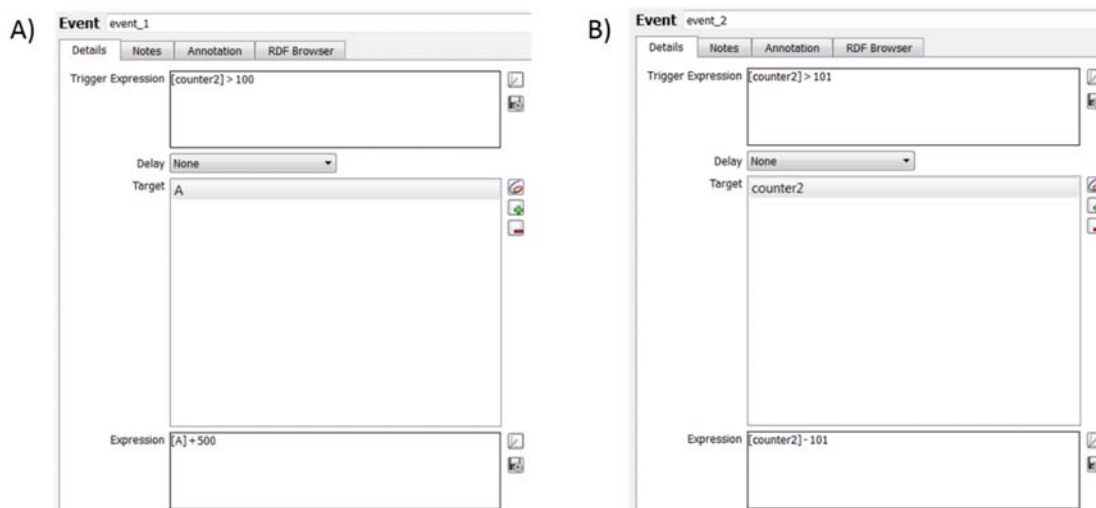 A)
Event event_1
Details Notes Annotation RDF Browser
Trigger Expression [counter2] > 100
Delay None
Target A
Expression [A]+500
B)
Event event_2
Details Notes Annotation RDF Browser
Trigger Expression [counter2] > 101
Delay None
Target counter2
Expression [counter2]-101